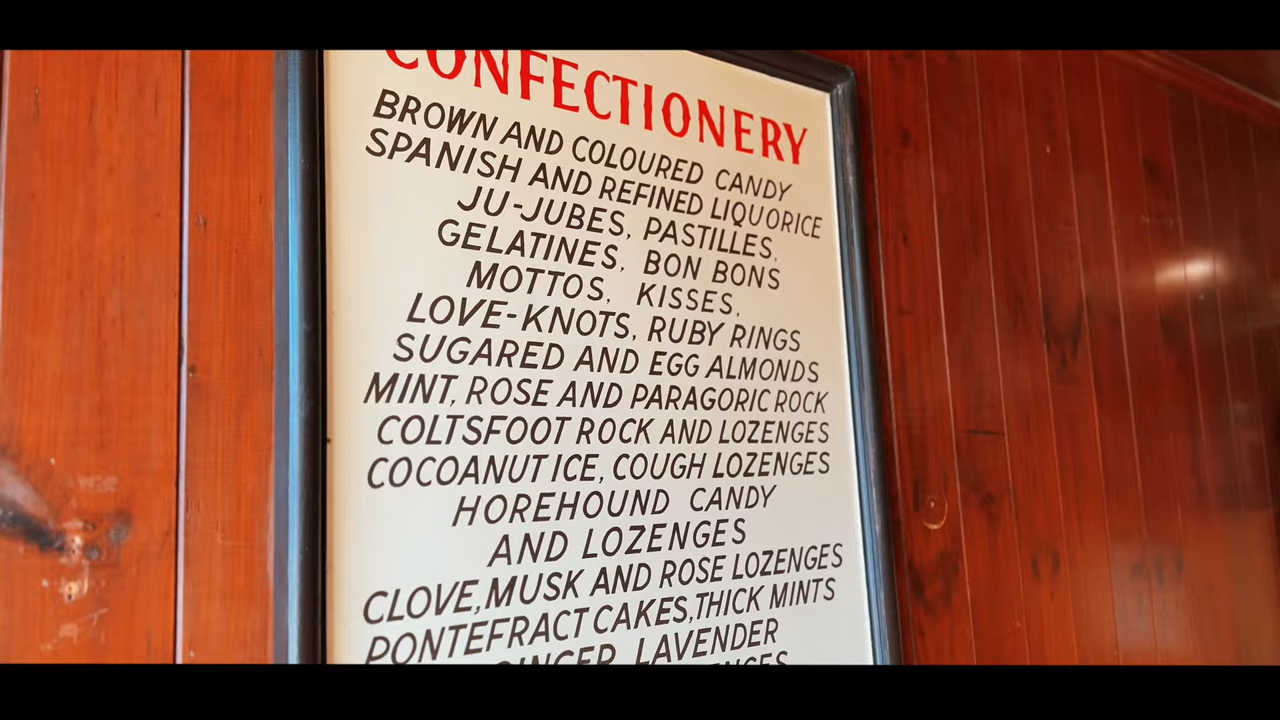 CONFECTIONERY
BROWN AND COLOURED CANDY
SPANISH AND REFINED LIQUORICE
JU-JUBES, PASTILLES,
GELATINES, BON BONS
MOTTOS, KISSES,
LOVE-KNOTS, RUBY RINGS
SUGARED AND EGG ALMONDS
MINT, ROSE AND PARAGORIC ROCK
COLTSFOOT ROCK AND LOZENGES
COCOANUT ICE, COUGH LOZENGES
HOREHOUND CANDY
AND LOZENGES
CLOVE, MUSK AND ROSE LOZENGES
PONTEFRACT CAKES, THICK MINTS
GINGER, LAVENDER